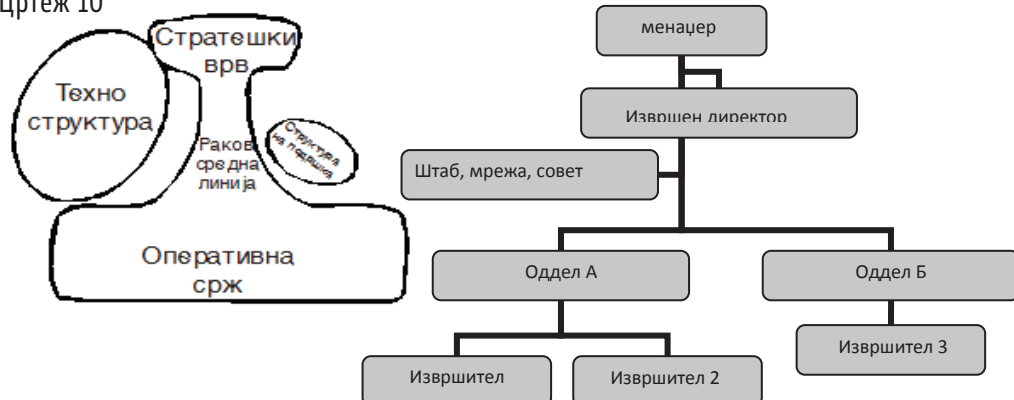 Цртеж 10
Стратешки
врв
Техно
структура
Раков
средна
линија
Структура
на подршка
Оперативна
срж
менаџер
Извршен директор
Штаб, мрежа, совет
Оддел А
Оддел Б
Извршител
Извршител 2
Извршител 3